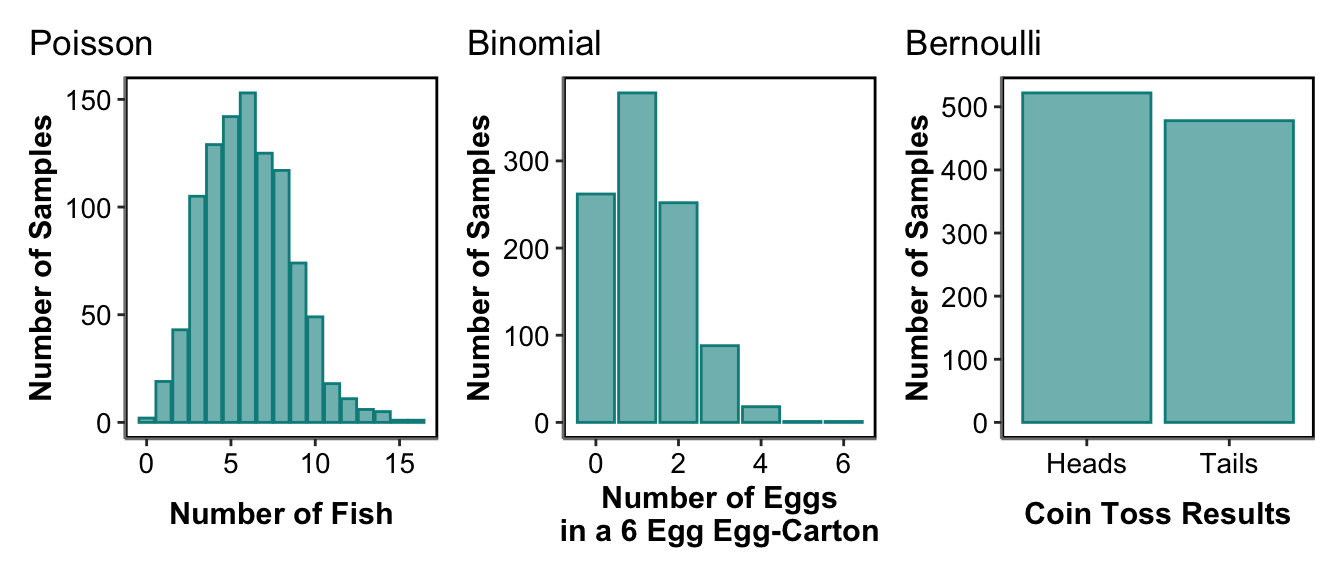 Poisson
Number of Samples
150
100
50
0
0 5 10 15
Number of Fish
Binomial
Number of Samples
300
200
100
0
0 2 4 6
Number of Eggs
in a 6 Egg Egg-Carton
Bernoulli
Number of Samples
500
400
300
200
100
0
Heads Tails
Coin Toss Results